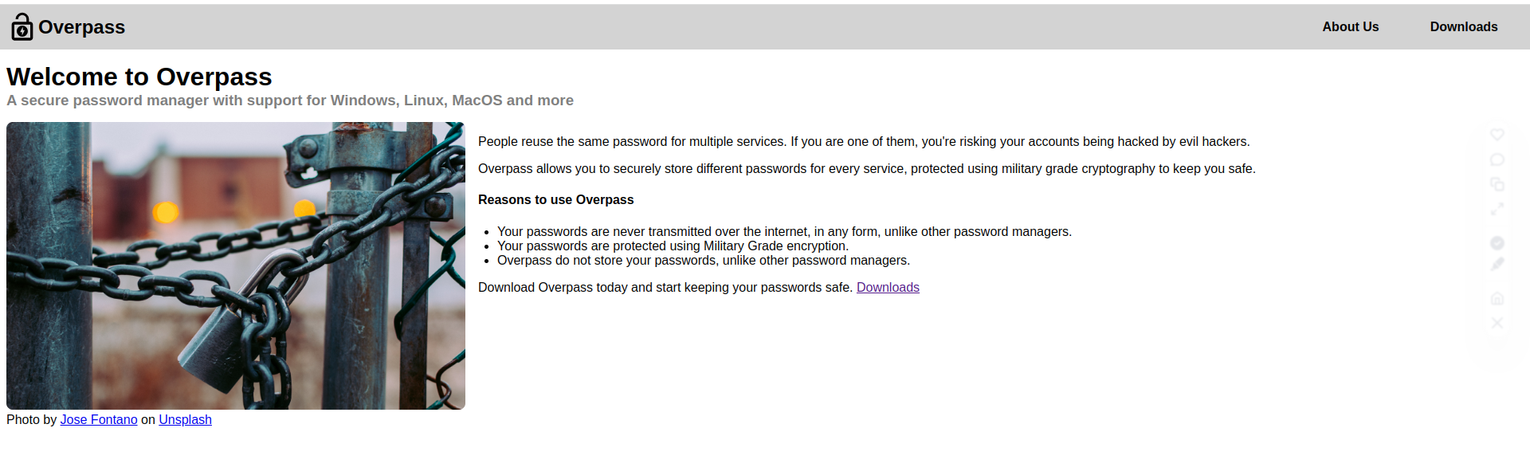 Overpass
About Us
Downloads
Welcome to Overpass
A secure password manager with support for Windows, Linux, MacOS and more
People reuse the same password for multiple services. If you are one of them, you're risking your accounts being hacked by evil hackers.
Overpass allows you to securely store different passwords for every service, protected using military grade cryptography to keep you safe.
Reasons to use Overpass
Your passwords are never transmitted over the internet, in any form, unlike other password managers.
Your passwords are protected using Military Grade encryption.
Overpass do not store your passwords, unlike other password managers.
Download Overpass today and start keeping your passwords safe. Downloads
Photo by Jose Fontano on Unsplash